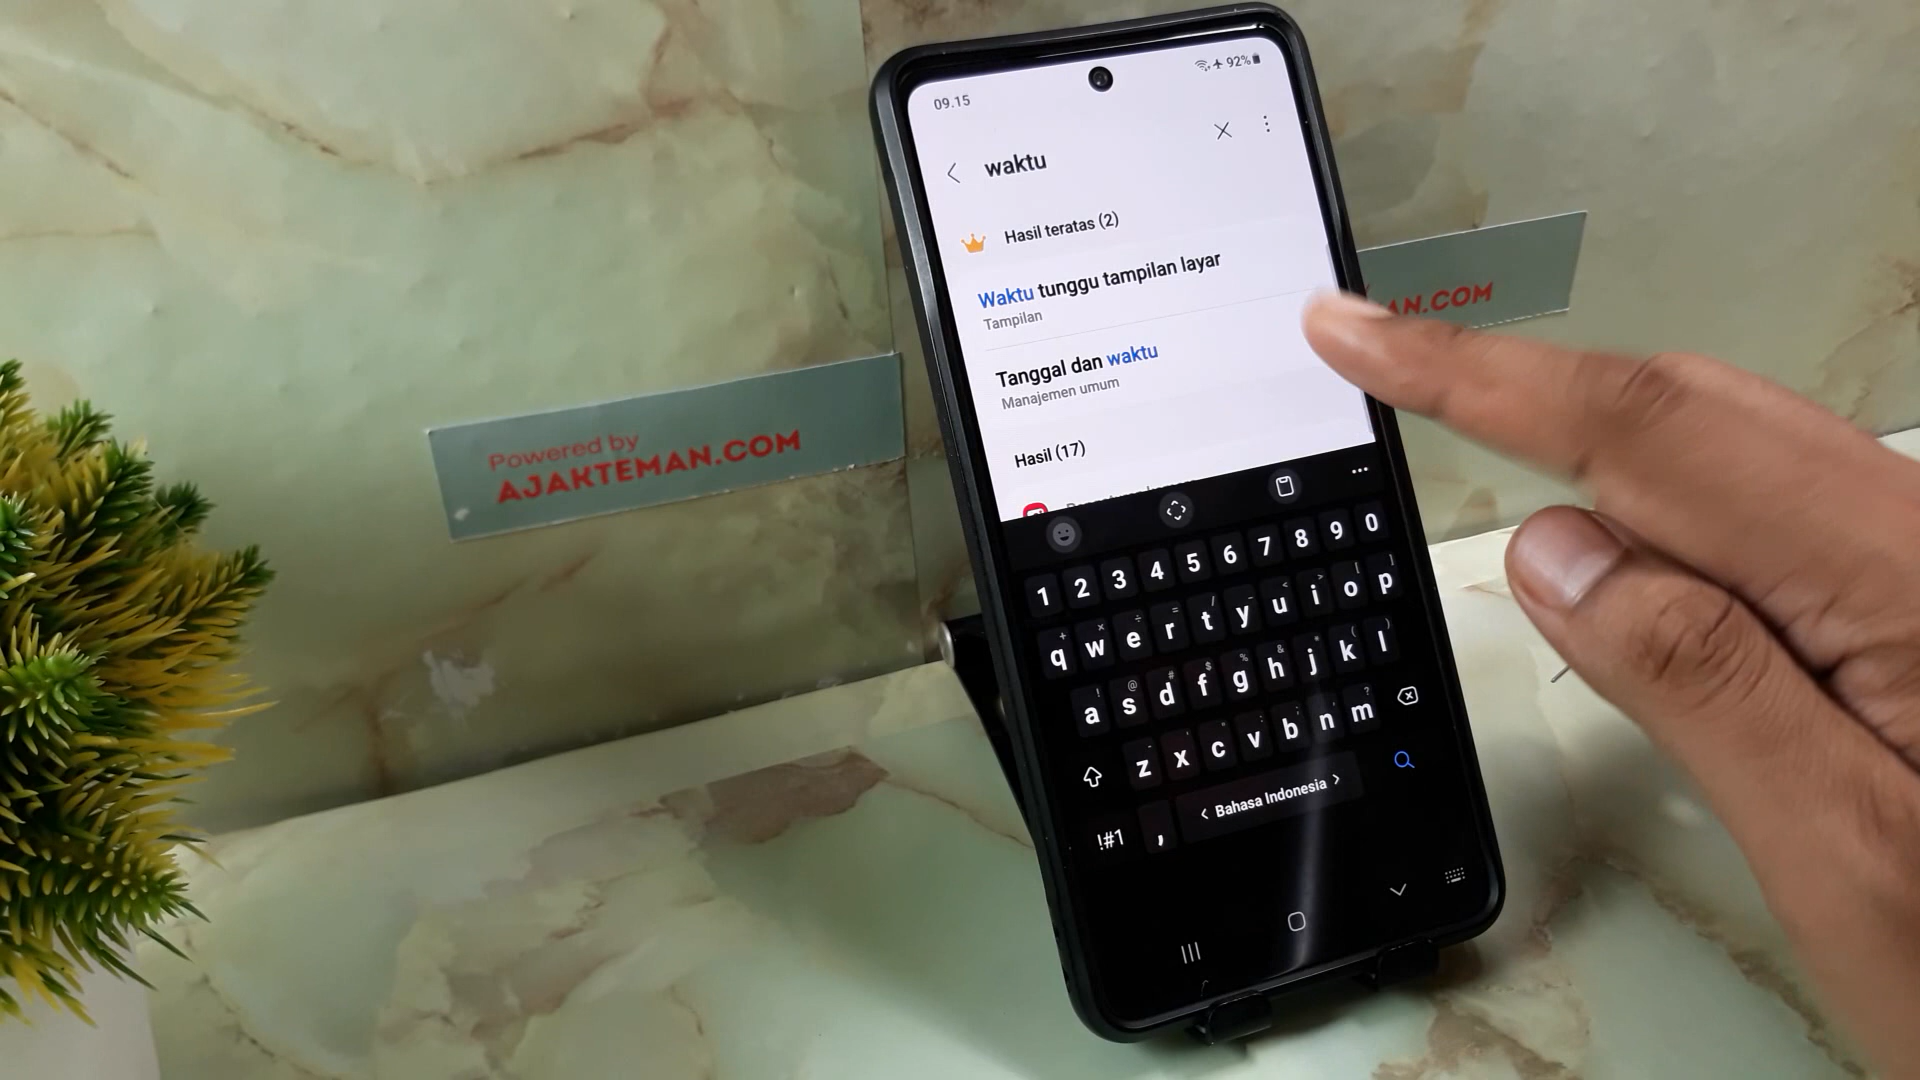 09.15
92%
waktu
Hasil teratas (2)
Waktu tunggu tampilan layar
Tampilan
Tanggal dan waktu
Manajemen umum
Hasil (17)
1 2 3 4 5 6 7 8 9 0
q w e r t y u i o p
a s d f g h j k l
z x c v b n m
!#1 , < Bahasa Indonesia >
Powered by
AJAKTEMAN.COM
AN.COM